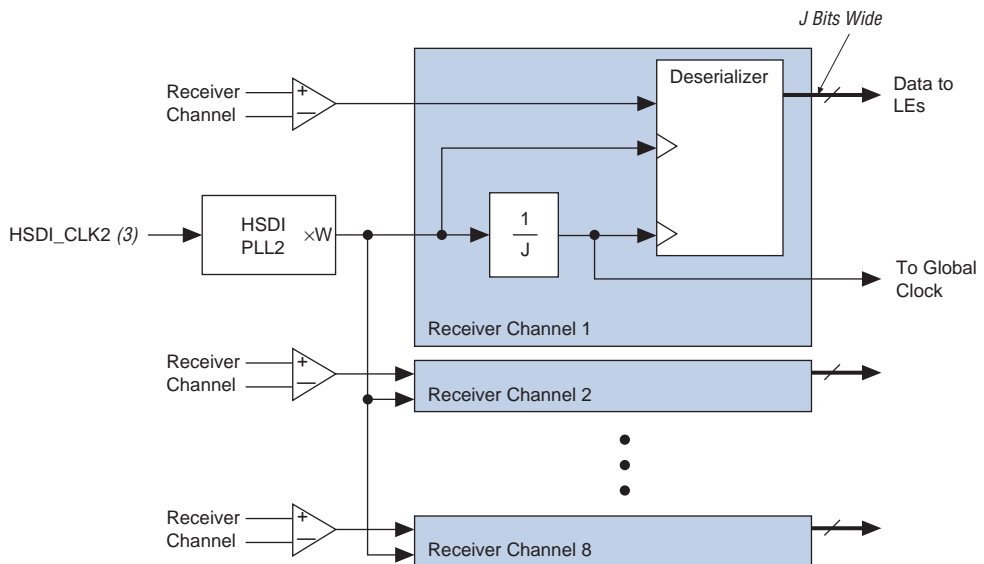 J Bits Wide
Deserializer
Receiver
Channel
+
–
Data to
LEs
HSDI_CLK2 (3)
HSDI
PLL2
×W
1
J
To Global
Clock
Receiver Channel 1
Receiver
Channel
+
–
Receiver Channel 2
Receiver
Channel
+
–
Receiver Channel 8